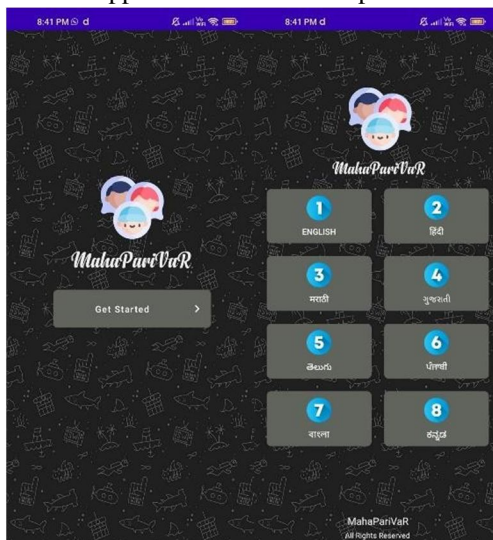 8:41 PM d
MahaPariVaR
Get Started
8:41 PM d
MahaPariVaR
1
ENGLISH
2
हिंदी
3
मराठी
4
ગુજરાતી
5
తెలుగు
6
ਪੰਜਾਬੀ
7
বাংলা
8
ಕನ್ನಡ
MahaPariVaR
All Rights Reserved